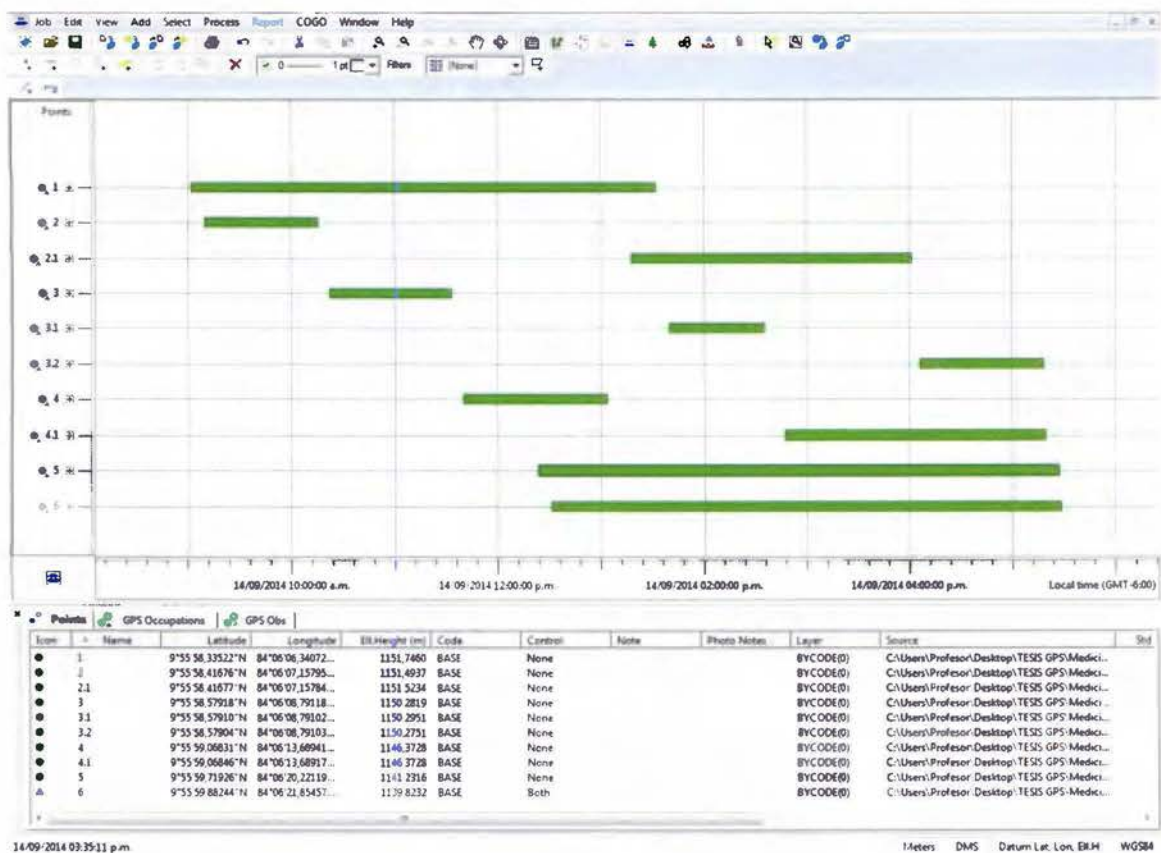 Job Edit View Add Select Process Report COGO Window Help
0 1 pt Filters [None]
Points
1
2
2.1
3
3.1
3.2
4
4.1
5
6
14/09/2014 10:00:00 a.m. 14/09/2014 12:00:00 p.m. 14/09/2014 02:00:00 p.m. 14/09/2014 04:00:00 p.m. Local time (GMT -6:00)
Points GPS Occupations GPS Obs
Icon Name Latitude Longitude Ell.Height (m) Code Control Note Photo Notes Layer Source Std
1 9°55'58,33522"N 84°06'06,34072... 1151,7460 BASE None BYCODE(0) C:\Users\Profesor\Desktop\TESIS GPS\Medici...
2 9°55'58,41676"N 84°06'07,15795... 1151,4937 BASE None BYCODE(0) C:\Users\Profesor\Desktop\TESIS GPS\Medici...
2.1 9°55'58,41677"N 84°06'07,15784... 1151,5234 BASE None BYCODE(0) C:\Users\Profesor\Desktop\TESIS GPS\Medici...
3 9°55'58,57918"N 84°06'08,79118... 1150,2819 BASE None BYCODE(0) C:\Users\Profesor\Desktop\TESIS GPS\Medici...
3.1 9°55'58,57910"N 84°06'08,79102... 1150,2951 BASE None BYCODE(0) C:\Users\Profesor\Desktop\TESIS GPS\Medici...
3.2 9°55'58,57904"N 84°06'08,79103... 1150,2751 BASE None BYCODE(0) C:\Users\Profesor\Desktop\TESIS GPS\Medici...
4 9°55'59,06831"N 84°06'13,68941... 1146,3728 BASE None BYCODE(0) C:\Users\Profesor\Desktop\TESIS GPS\Medici...
4.1 9°55'59,06846"N 84°06'13,68917... 1146,3728 BASE None BYCODE(0) C:\Users\Profesor\Desktop\TESIS GPS\Medici...
5 9°55'59,71926"N 84°06'20,22119... 1141,2316 BASE None BYCODE(0) C:\Users\Profesor\Desktop\TESIS GPS\Medici...
6 9°55'59,88244"N 84°06'21,85457... 1139,8232 BASE Both BYCODE(0) C:\Users\Profesor\Desktop\TESIS GPS\Medici...
14/09/2014 03:35:11 p.m. Meters DMS Datum Lat, Lon, Ell.H WGS84